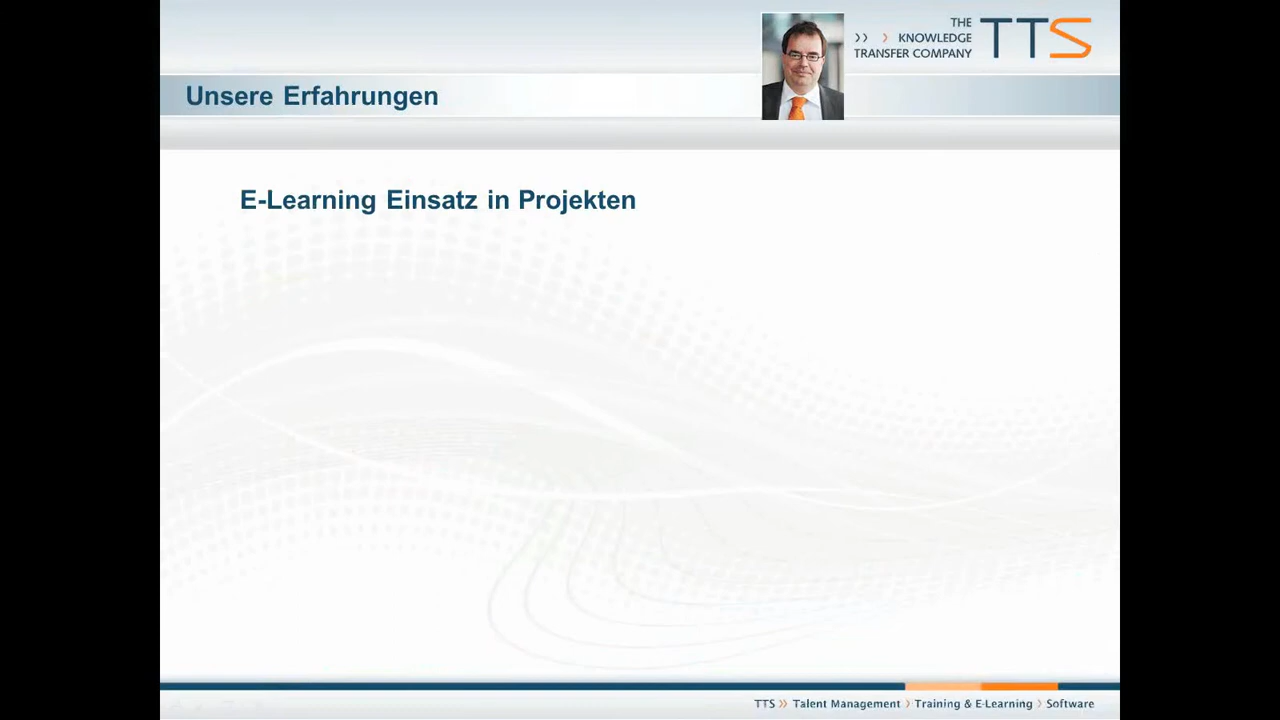 THE
›› › KNOWLEDGE
TRANSFER COMPANY
TTS
Unsere Erfahrungen
E-Learning Einsatz in Projekten
TTS ›› Talent Management › Training & E-Learning › Software